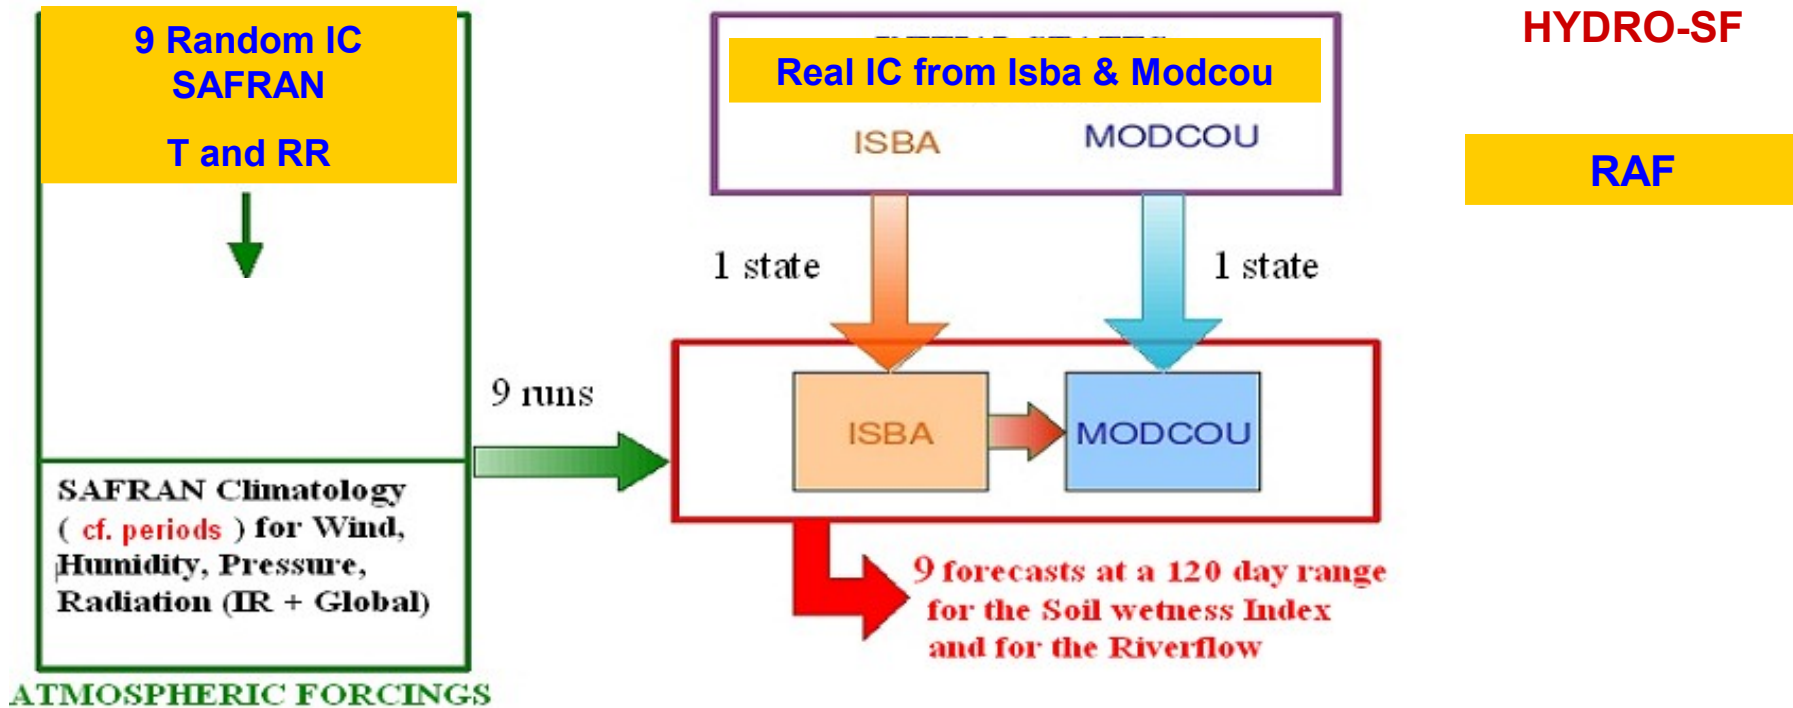 9 Random IC
SAFRAN
T and RR
SAFRAN Climatology
( cf. periods ) for Wind,
Humidity, Pressure,
Radiation (IR + Global)
ATMOSPHERIC FORCINGS
9 runs
Real IC from Isba & Modcou
ISBA
MODCOU
1 state
1 state
ISBA
MODCOU
9 forecasts at a 120 day range
for the Soil wetness Index
and for the Riverflow
HYDRO-SF
RAF